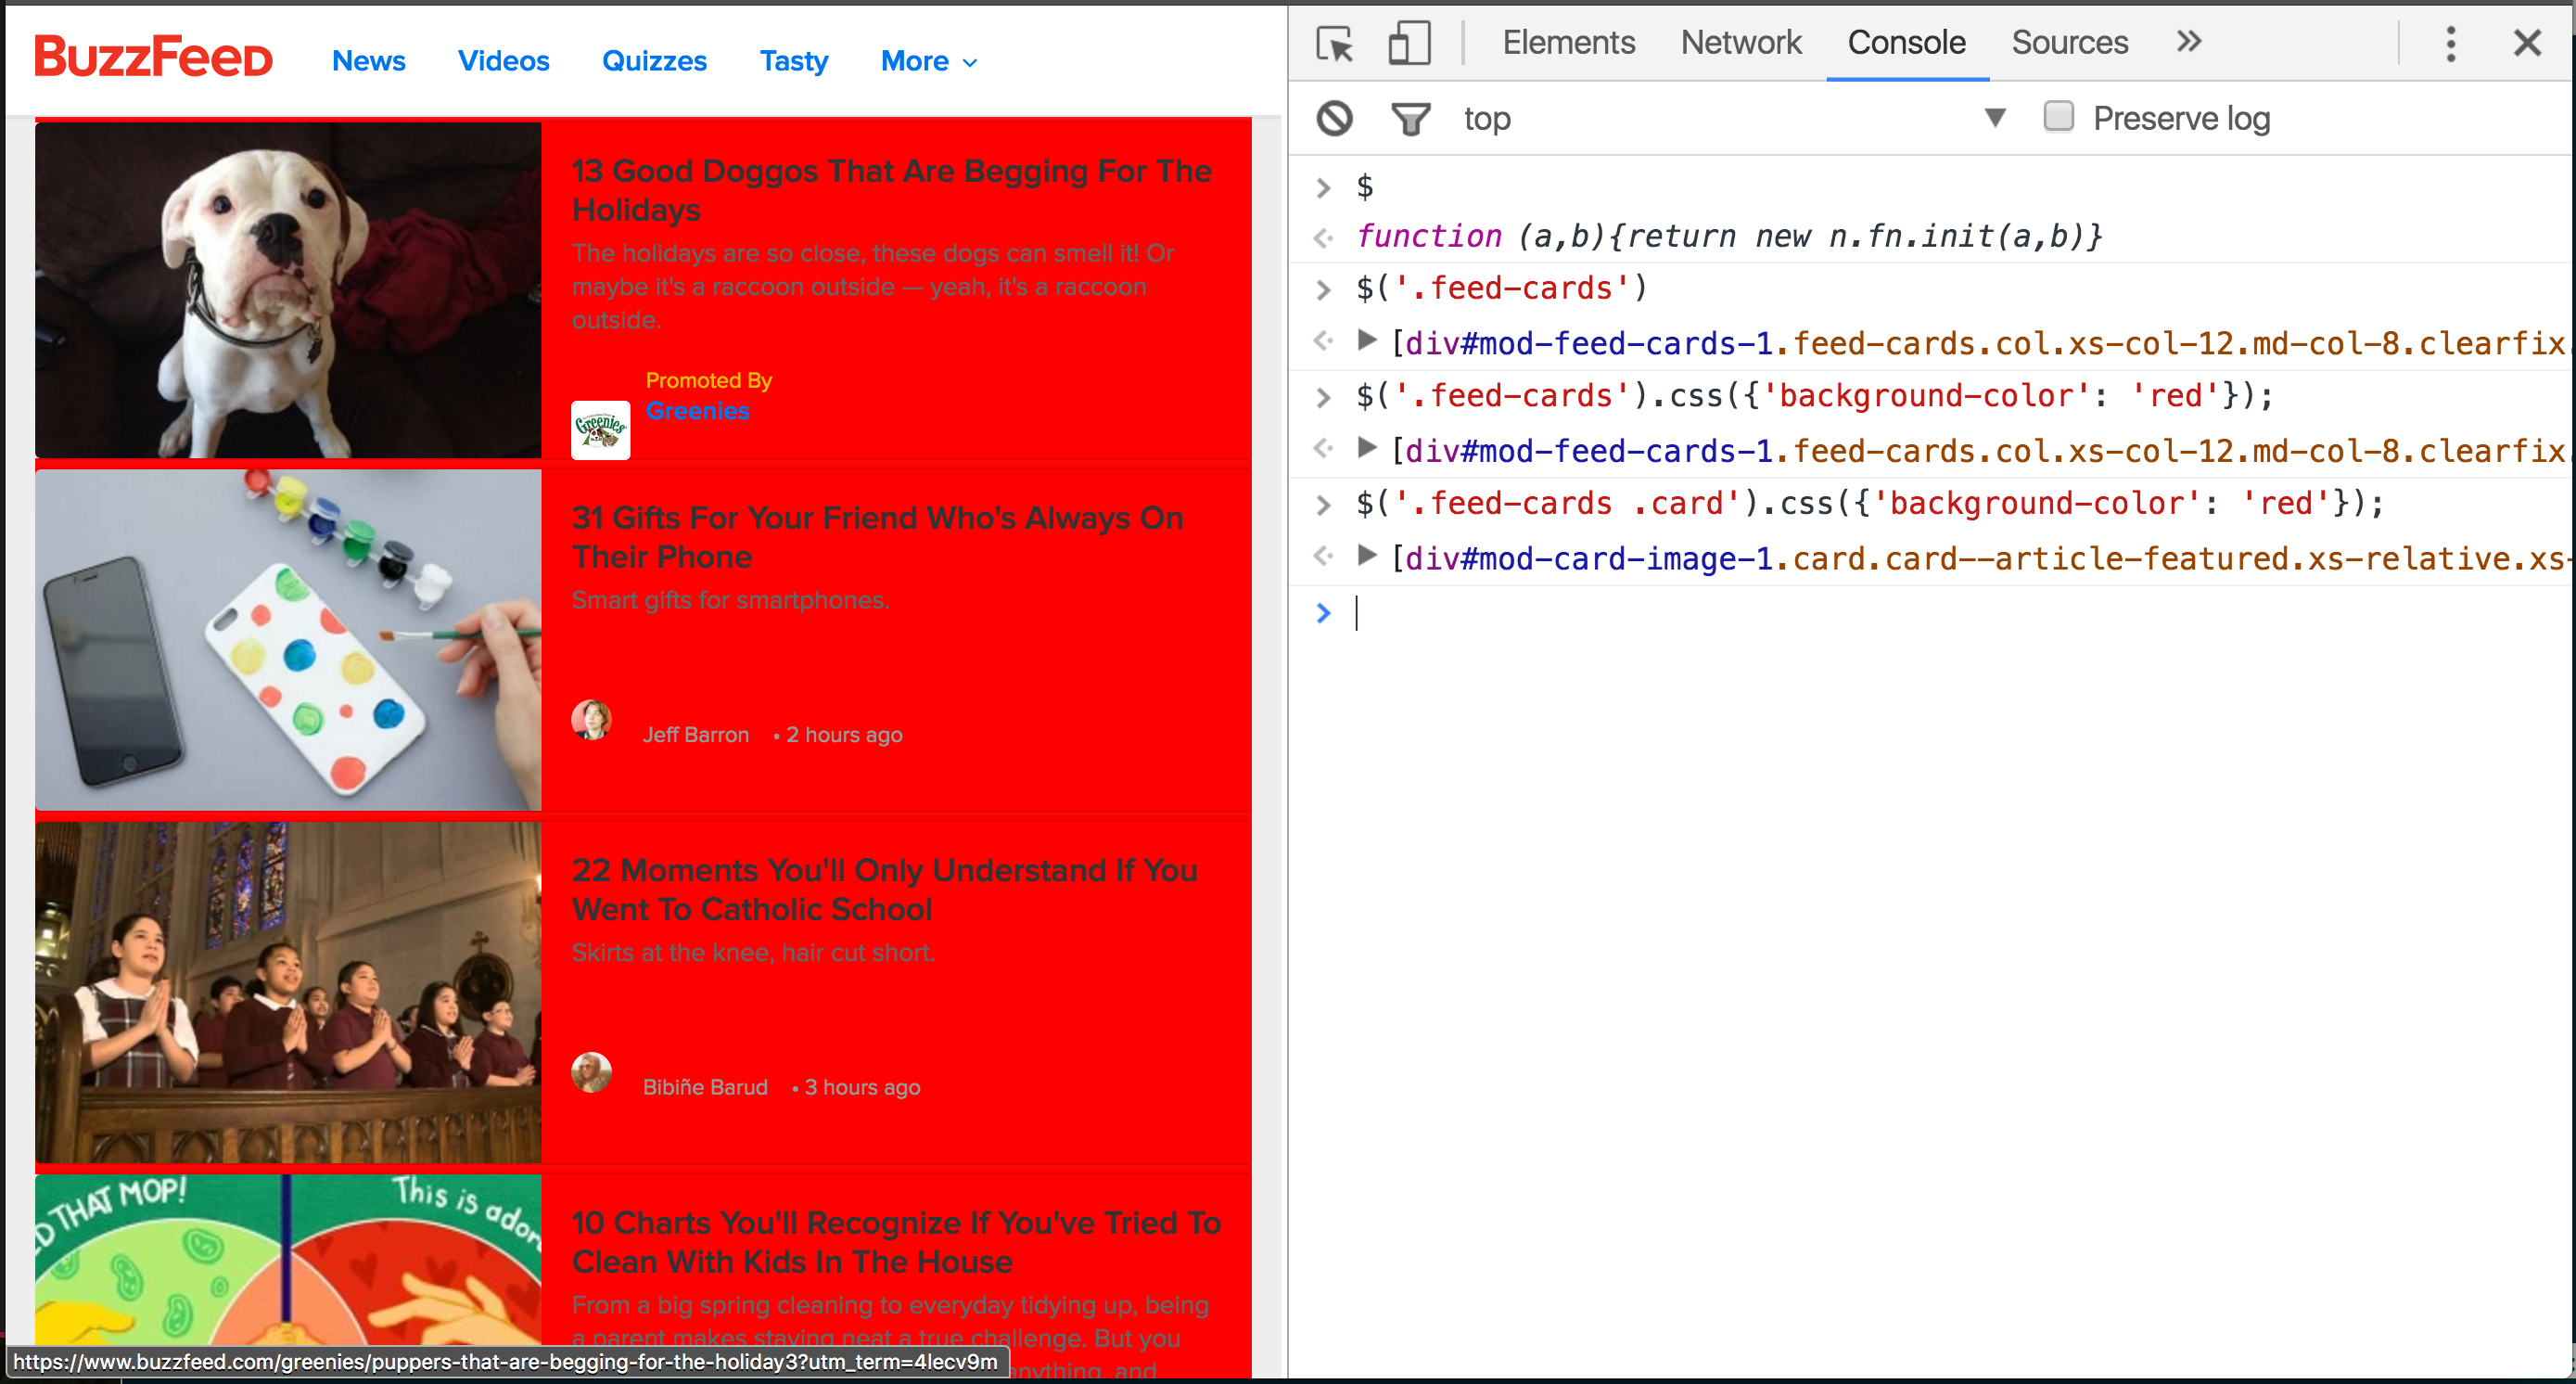 BuzzFeeD
News Videos Quizzes Tasty More
13 Good Doggos That Are Begging For The
Holidays
The holidays are so close, these dogs can smell it! Or
maybe it's a raccoon outside — yeah, it's a raccoon
outside.
Promoted By
Greenies
Greenies
31 Gifts For Your Friend Who's Always On
Their Phone
Smart gifts for smartphones.
Jeff Barron • 2 hours ago
22 Moments You'll Only Understand If You
Went To Catholic School
Skirts at the knee, hair cut short.
Bibiñe Barud • 3 hours ago
D THAT MOP!
This is ador
10 Charts You'll Recognize If You've Tried To
Clean With Kids In The House
From a big spring cleaning to everyday tidying up, being
a parent makes staying neat a true challenge. But you
anything, and
https://www.buzzfeed.com/greenies/puppers-that-are-begging-for-the-holiday3?utm_term=4lecv9m
Elements Network Console Sources »
top ▼ Preserve log
> $
function (a,b){return new n.fn.init(a,b)}
> $('.feed-cards')
[div#mod-feed-cards-1.feed-cards.col.xs-col-12.md-col-8.clearfix.
> $('.feed-cards').css({'background-color': 'red'});
[div#mod-feed-cards-1.feed-cards.col.xs-col-12.md-col-8.clearfix.
> $('.feed-cards .card').css({'background-color': 'red'});
[div#mod-card-image-1.card.card--article-featured.xs-relative.xs-
>